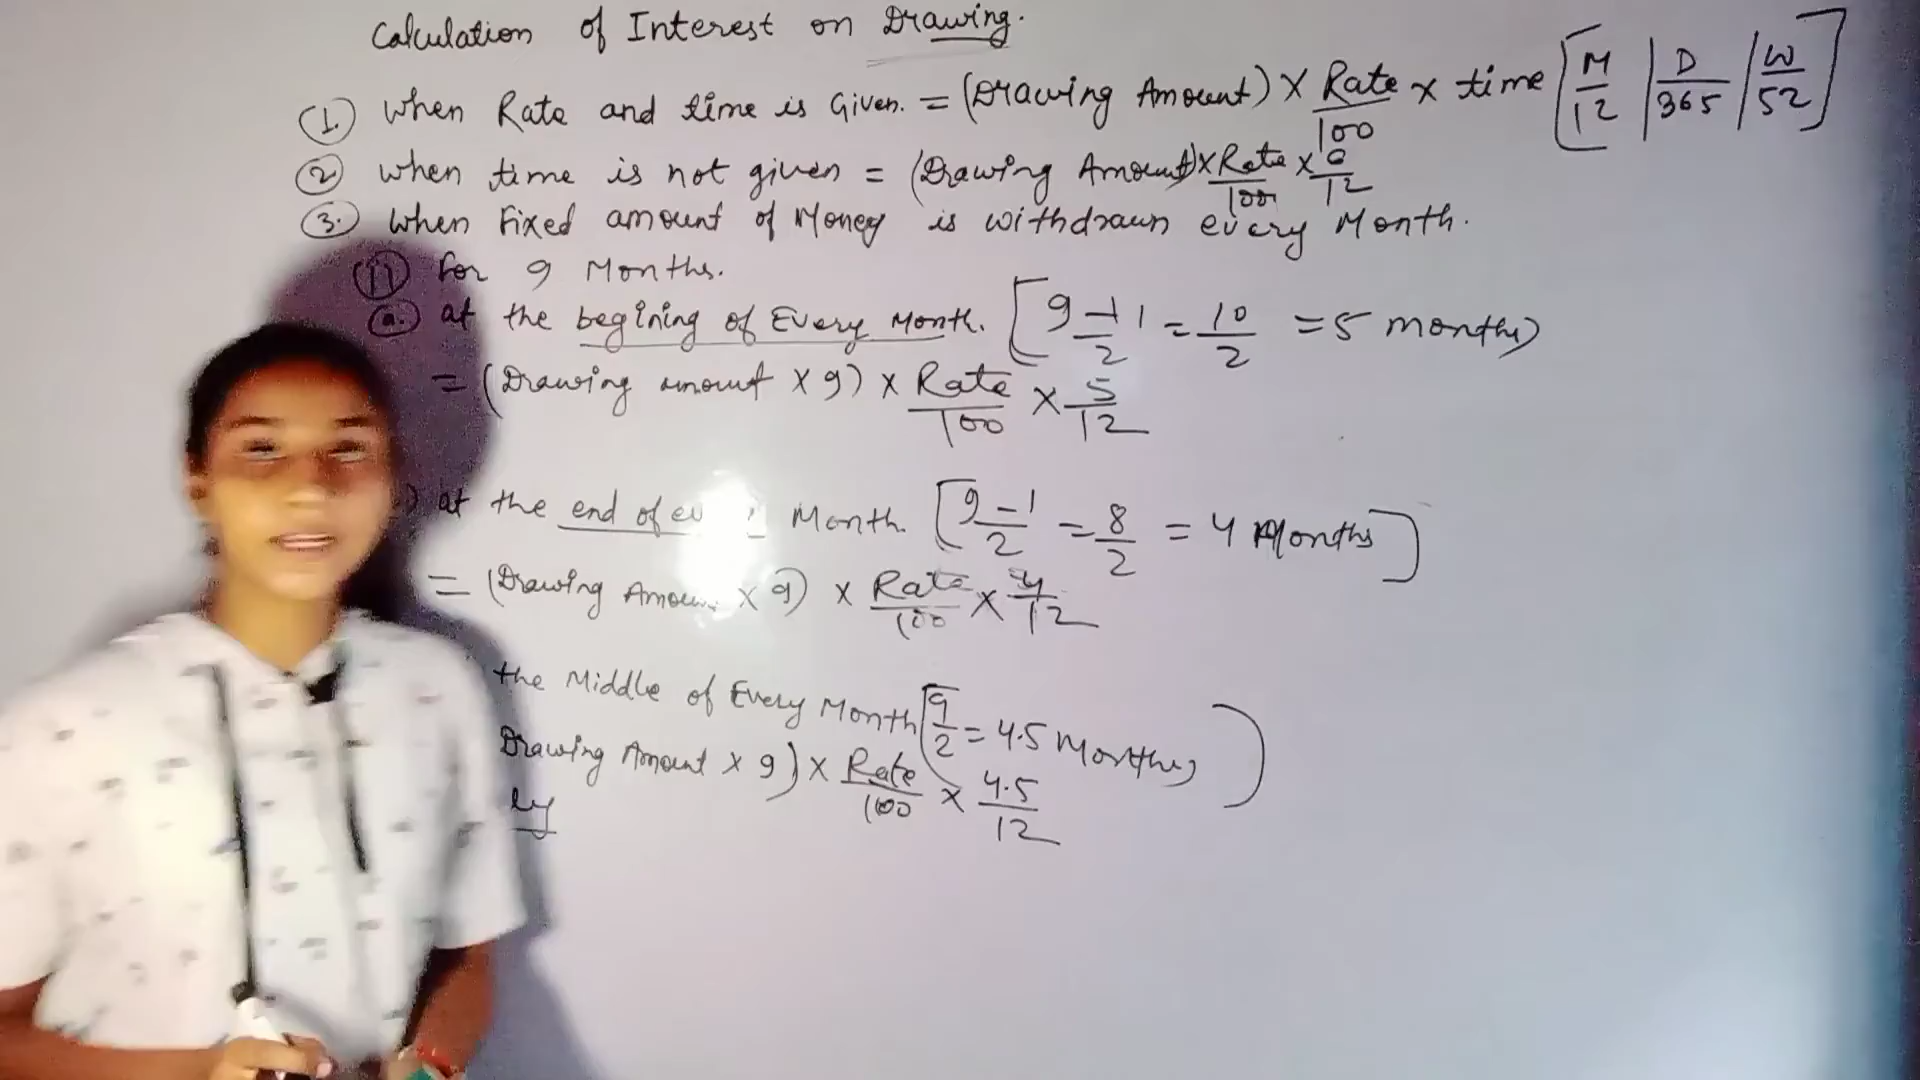 Calculation of Interest on Drawing.
1. When Rate and time is Given. = (Drawing Amount) × Rate/100 × time [M/12 | D/365 | W/52]
2 when time is not given = (Drawing Amount) × Rate/100 × 6/12
3. When Fixed amount of Money is withdrawn every Month.
For 9 Months.
a. at the begining of Every Month. [9+1/2 = 10/2 = 5 months)
= (Drawing amount × 9) × Rate/100 × 5/12
) at the end of Month. [9-1/2 = 8/2 = 4 Months]
= (Drawing × 9) × Rate/100 × 4/12
the Middle of Every Month [9/2 = 4.5 Months)
Drawing Amount × 9) × Rate/100 × 4.5/12
ly